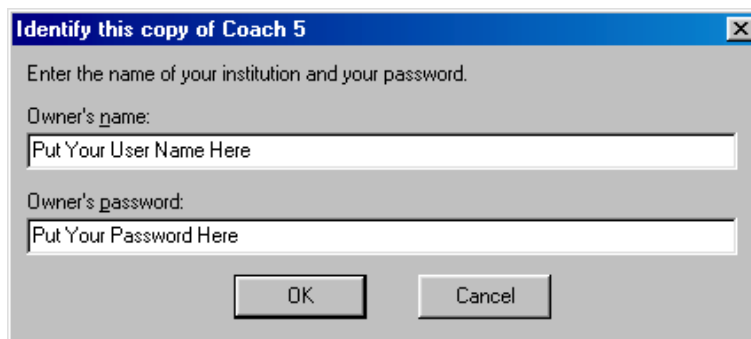 Identify this copy of Coach 5
Enter the name of your institution and your password.
Owner's name:
Put Your User Name Here
Owner's password:
Put Your Password Here
OK Cancel